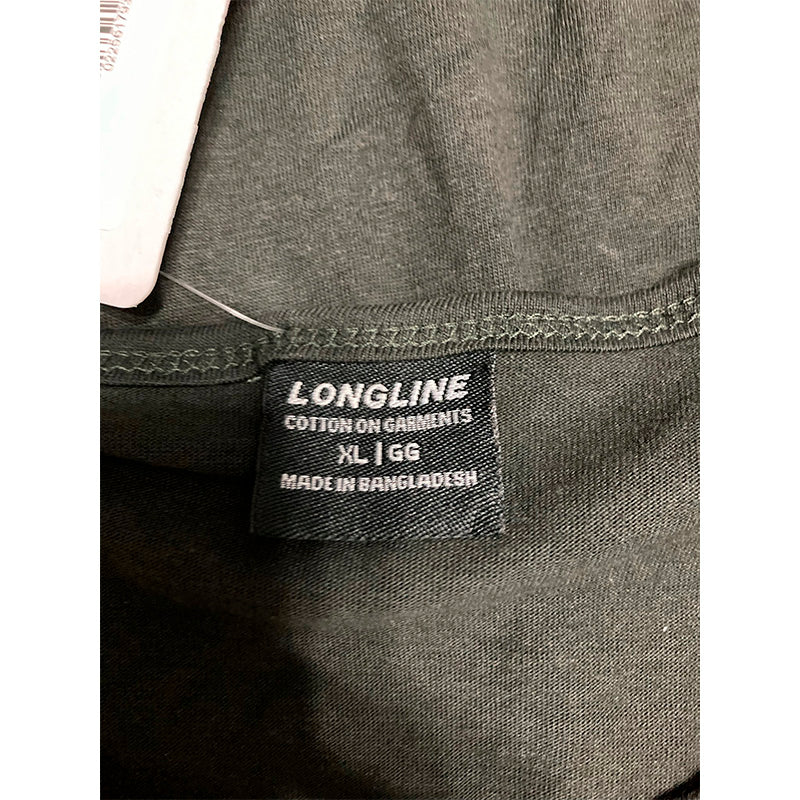 LONGLINE
COTTON ON GARMENTS
XL | GG
MADE IN BANGLADESH